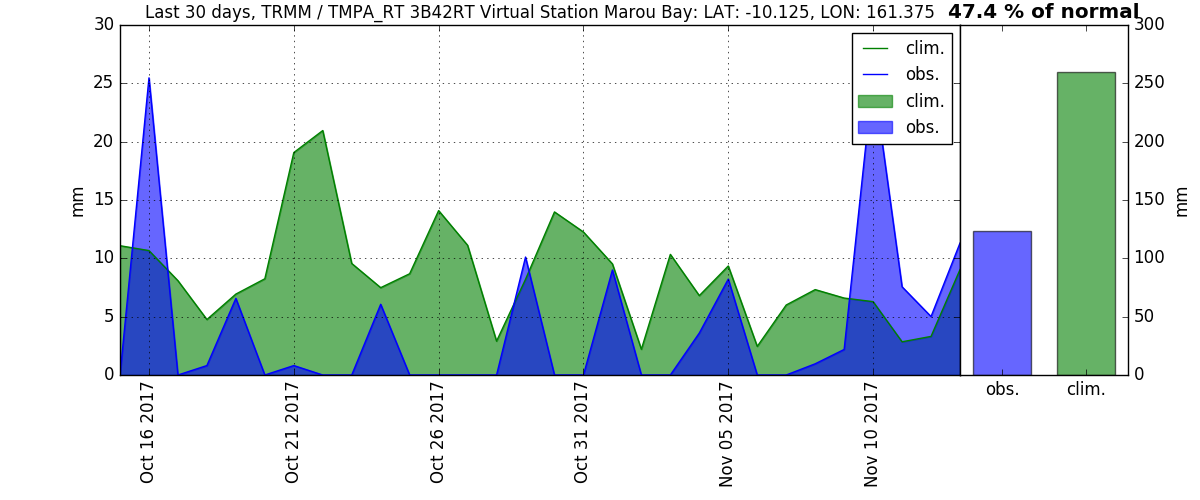 Last 30 days, TRMM / TMPA_RT 3B42RT Virtual Station Marou Bay: LAT: -10.125, LON: 161.375 47.4 % of normal
30
25
20
15
10
5
0
mm
clim.
obs.
clim.
obs.
Oct 16 2017
Oct 21 2017
Oct 26 2017
Oct 31 2017
Nov 05 2017
Nov 10 2017
300
250
200
150
100
50
0
mm
obs. clim.